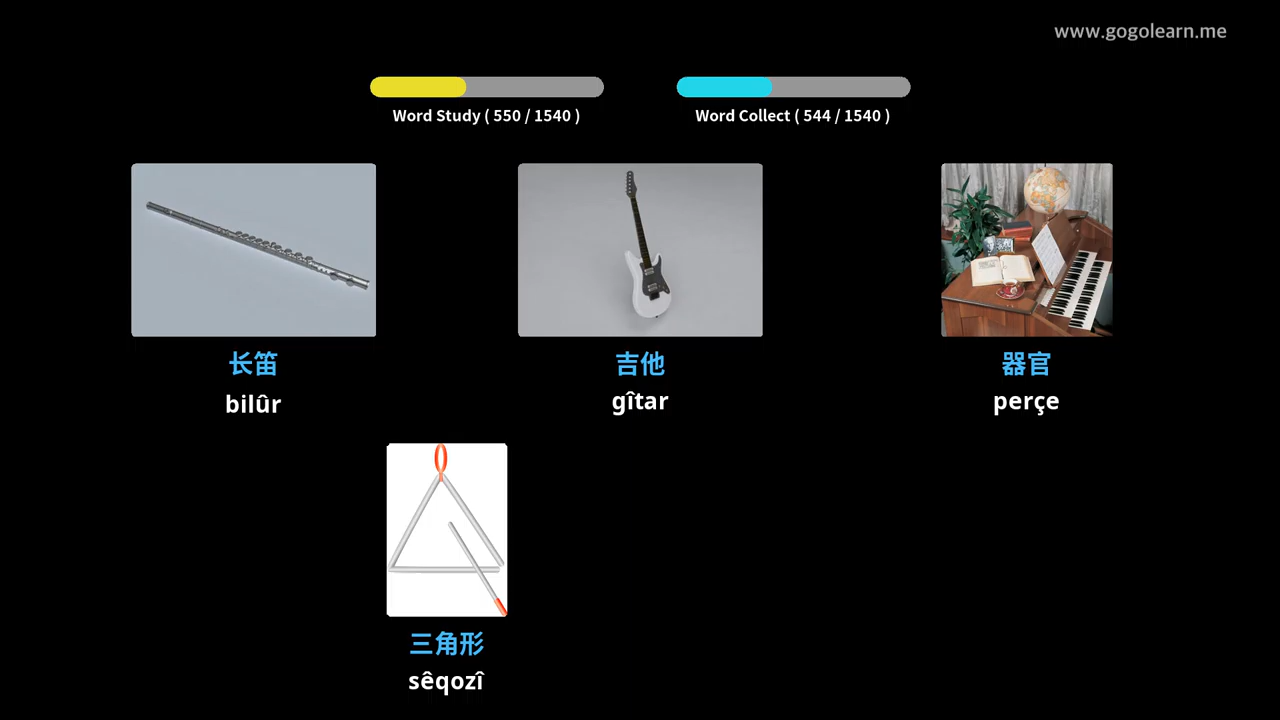 www.gogolearn.me
Word Study ( 550 / 1540 )
Word Collect ( 544 / 1540 )
长笛
bilûr
吉他
gîtar
器官
perçe
三角形
sêqozî